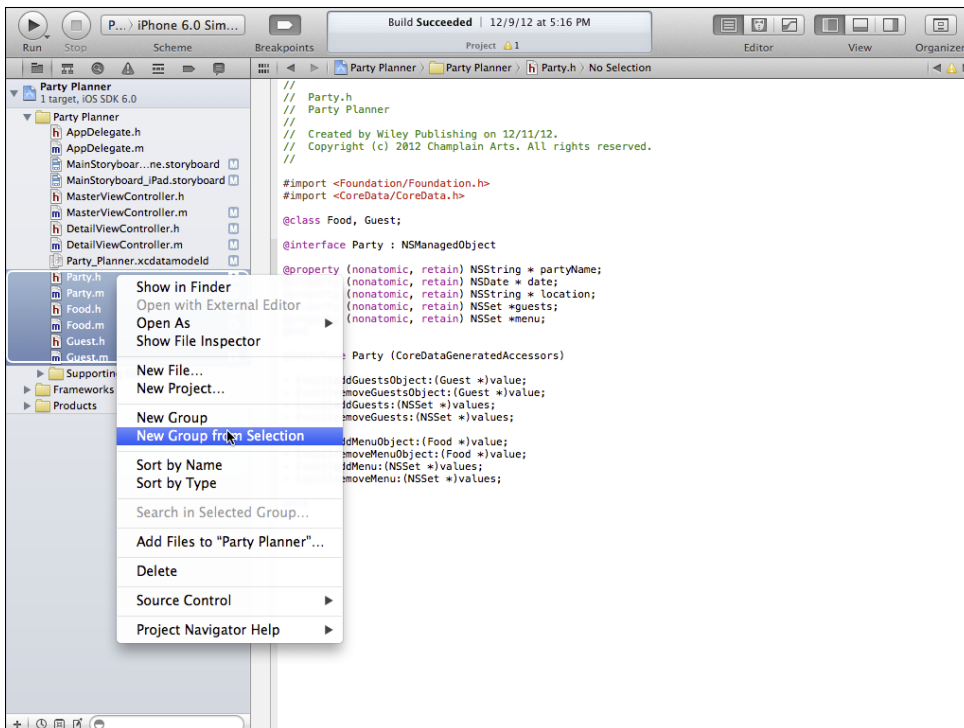 P...〉iPhone 6.0 Sim...
Build Succeeded | 12/9/12 at 5:16 PM
Project 1
Run Stop Scheme Breakpoints Editor View Organizer
Party Planner 〉 Party Planner 〉 h Party.h 〉 No Selection
Party Planner
1 target, iOS SDK 6.0
Party Planner
h AppDelegate.h
m AppDelegate.m
MainStoryboar...ne.storyboard M
MainStoryboard_iPad.storyboard M
h MasterViewController.h
m MasterViewController.m M
h DetailViewController.h M
m DetailViewController.m M
Party_Planner.xcdatamodeld M
h Party.h
m Party.m
h Food.h
m Food.m
h Guest.h
m Guest.m
Supportin
Frameworks
Products
Show in Finder
Open with External Editor
Open As
Show File Inspector
New File...
New Project...
New Group
New Group from Selection
Sort by Name
Sort by Type
Search in Selected Group...
Add Files to “Party Planner”...
Delete
Source Control
Project Navigator Help
//
// Party.h
// Party Planner
//
// Created by Wiley Publishing on 12/11/12.
// Copyright (c) 2012 Champlain Arts. All rights reserved.
//
#import <Foundation/Foundation.h>
#import <CoreData/CoreData.h>
@class Food, Guest;
@interface Party : NSManagedObject
@property (nonatomic, retain) NSString * partyName;
(nonatomic, retain) NSDate * date;
(nonatomic, retain) NSString * location;
(nonatomic, retain) NSSet *guests;
(nonatomic, retain) NSSet *menu;
e Party (CoreDataGeneratedAccessors)
ddGuestsObject:(Guest *)value;
emoveGuestsObject:(Guest *)value;
ddGuests:(NSSet *)values;
emoveGuests:(NSSet *)values;
ddMenuObject:(Food *)value;
emoveMenuObject:(Food *)value;
ddMenu:(NSSet *)values;
emoveMenu:(NSSet *)values;